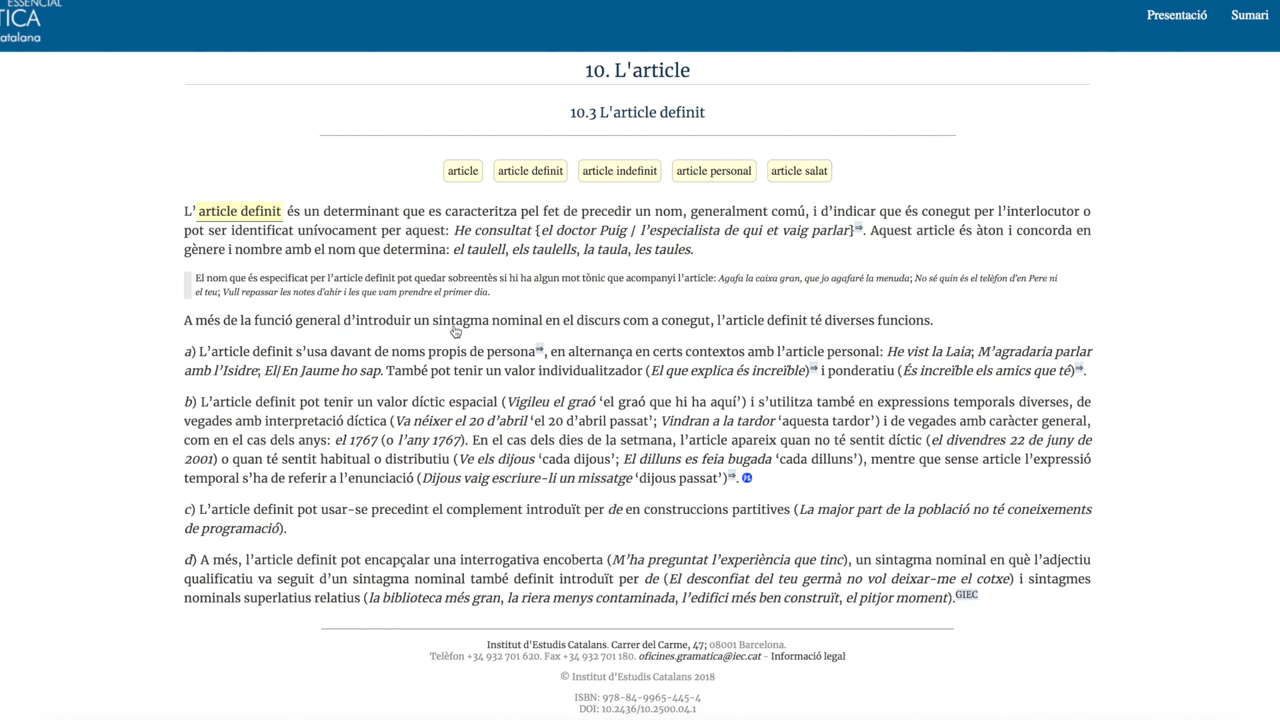 ESSENCIAL
TICA
atalana
Presentació Sumari
10. L'article
10.3 L'article definit
article article definit article indefinit article personal article salat
L’article definit és un determinant que es caracteritza pel fet de precedir un nom, generalment comú, i d’indicar que és conegut per l’interlocutor o
pot ser identificat unívocament per aquest: He consultat {el doctor Puig / l’especialista de qui et vaig parlar}⇒. Aquest article és àton i concorda en
gènere i nombre amb el nom que determina: el taulell, els taulells, la taula, les taules.
El nom que és especificat per l’article definit pot quedar sobreentès si hi ha algun mot tònic que acompanyi l’article: Agafa la caixa gran, que jo agafaré la menuda; No sé quin és el telèfon d’en Pere ni
el teu; Vull repassar les notes d’ahir i les que vam prendre el primer dia.
A més de la funció general d’introduir un sintagma nominal en el discurs com a conegut, l’article definit té diverses funcions.
a) L’article definit s’usa davant de noms propis de persona⇒, en alternança en certs contextos amb l’article personal: He vist la Laia; M’agradaria parlar
amb l’Isidre; El/En Jaume ho sap. També pot tenir un valor individualitzador (El que explica és increïble)⇒ i ponderatiu (És increïble els amics que té)⇒.
b) L’article definit pot tenir un valor díctic espacial (Vigileu el graó ‘el graó que hi ha aquí’) i s’utilitza també en expressions temporals diverses, de
vegades amb interpretació díctica (Va néixer el 20 d’abril ‘el 20 d’abril passat’; Vindran a la tardor ‘aquesta tardor’) i de vegades amb caràcter general,
com en el cas dels anys: el 1767 (o l’any 1767). En el cas dels dies de la setmana, l’article apareix quan no té sentit díctic (el divendres 22 de juny de
2001) o quan té sentit habitual o distributiu (Ve els dijous ‘cada dijous’; El dilluns es feia bugada ‘cada dilluns’), mentre que sense article l’expressió
temporal s’ha de referir a l’enunciació (Dijous vaig escriure-li un missatge ‘dijous passat’)⇒.
c) L’article definit pot usar-se precedint el complement introduït per de en construccions partitives (La major part de la població no té coneixements
de programació).
d) A més, l’article definit pot encapçalar una interrogativa encoberta (M’ha preguntat l’experiència que tinc), un sintagma nominal en què l’adjectiu
qualificatiu va seguit d’un sintagma nominal també definit introduït per de (El desconfiat del teu germà no vol deixar-me el cotxe) i sintagmes
nominals superlatius relatius (la biblioteca més gran, la riera menys contaminada, l’edifici més ben construït, el pitjor moment).GIEC
Institut d'Estudis Catalans. Carrer del Carme, 47; 08001 Barcelona.
Telèfon +34 932 701 620. Fax +34 932 701 180. oficines.gramatica@iec.cat - Informació legal
© Institut d'Estudis Catalans 2018
ISBN: 978-84-9965-445-4
DOI: 10.2436/10.2500.04.1